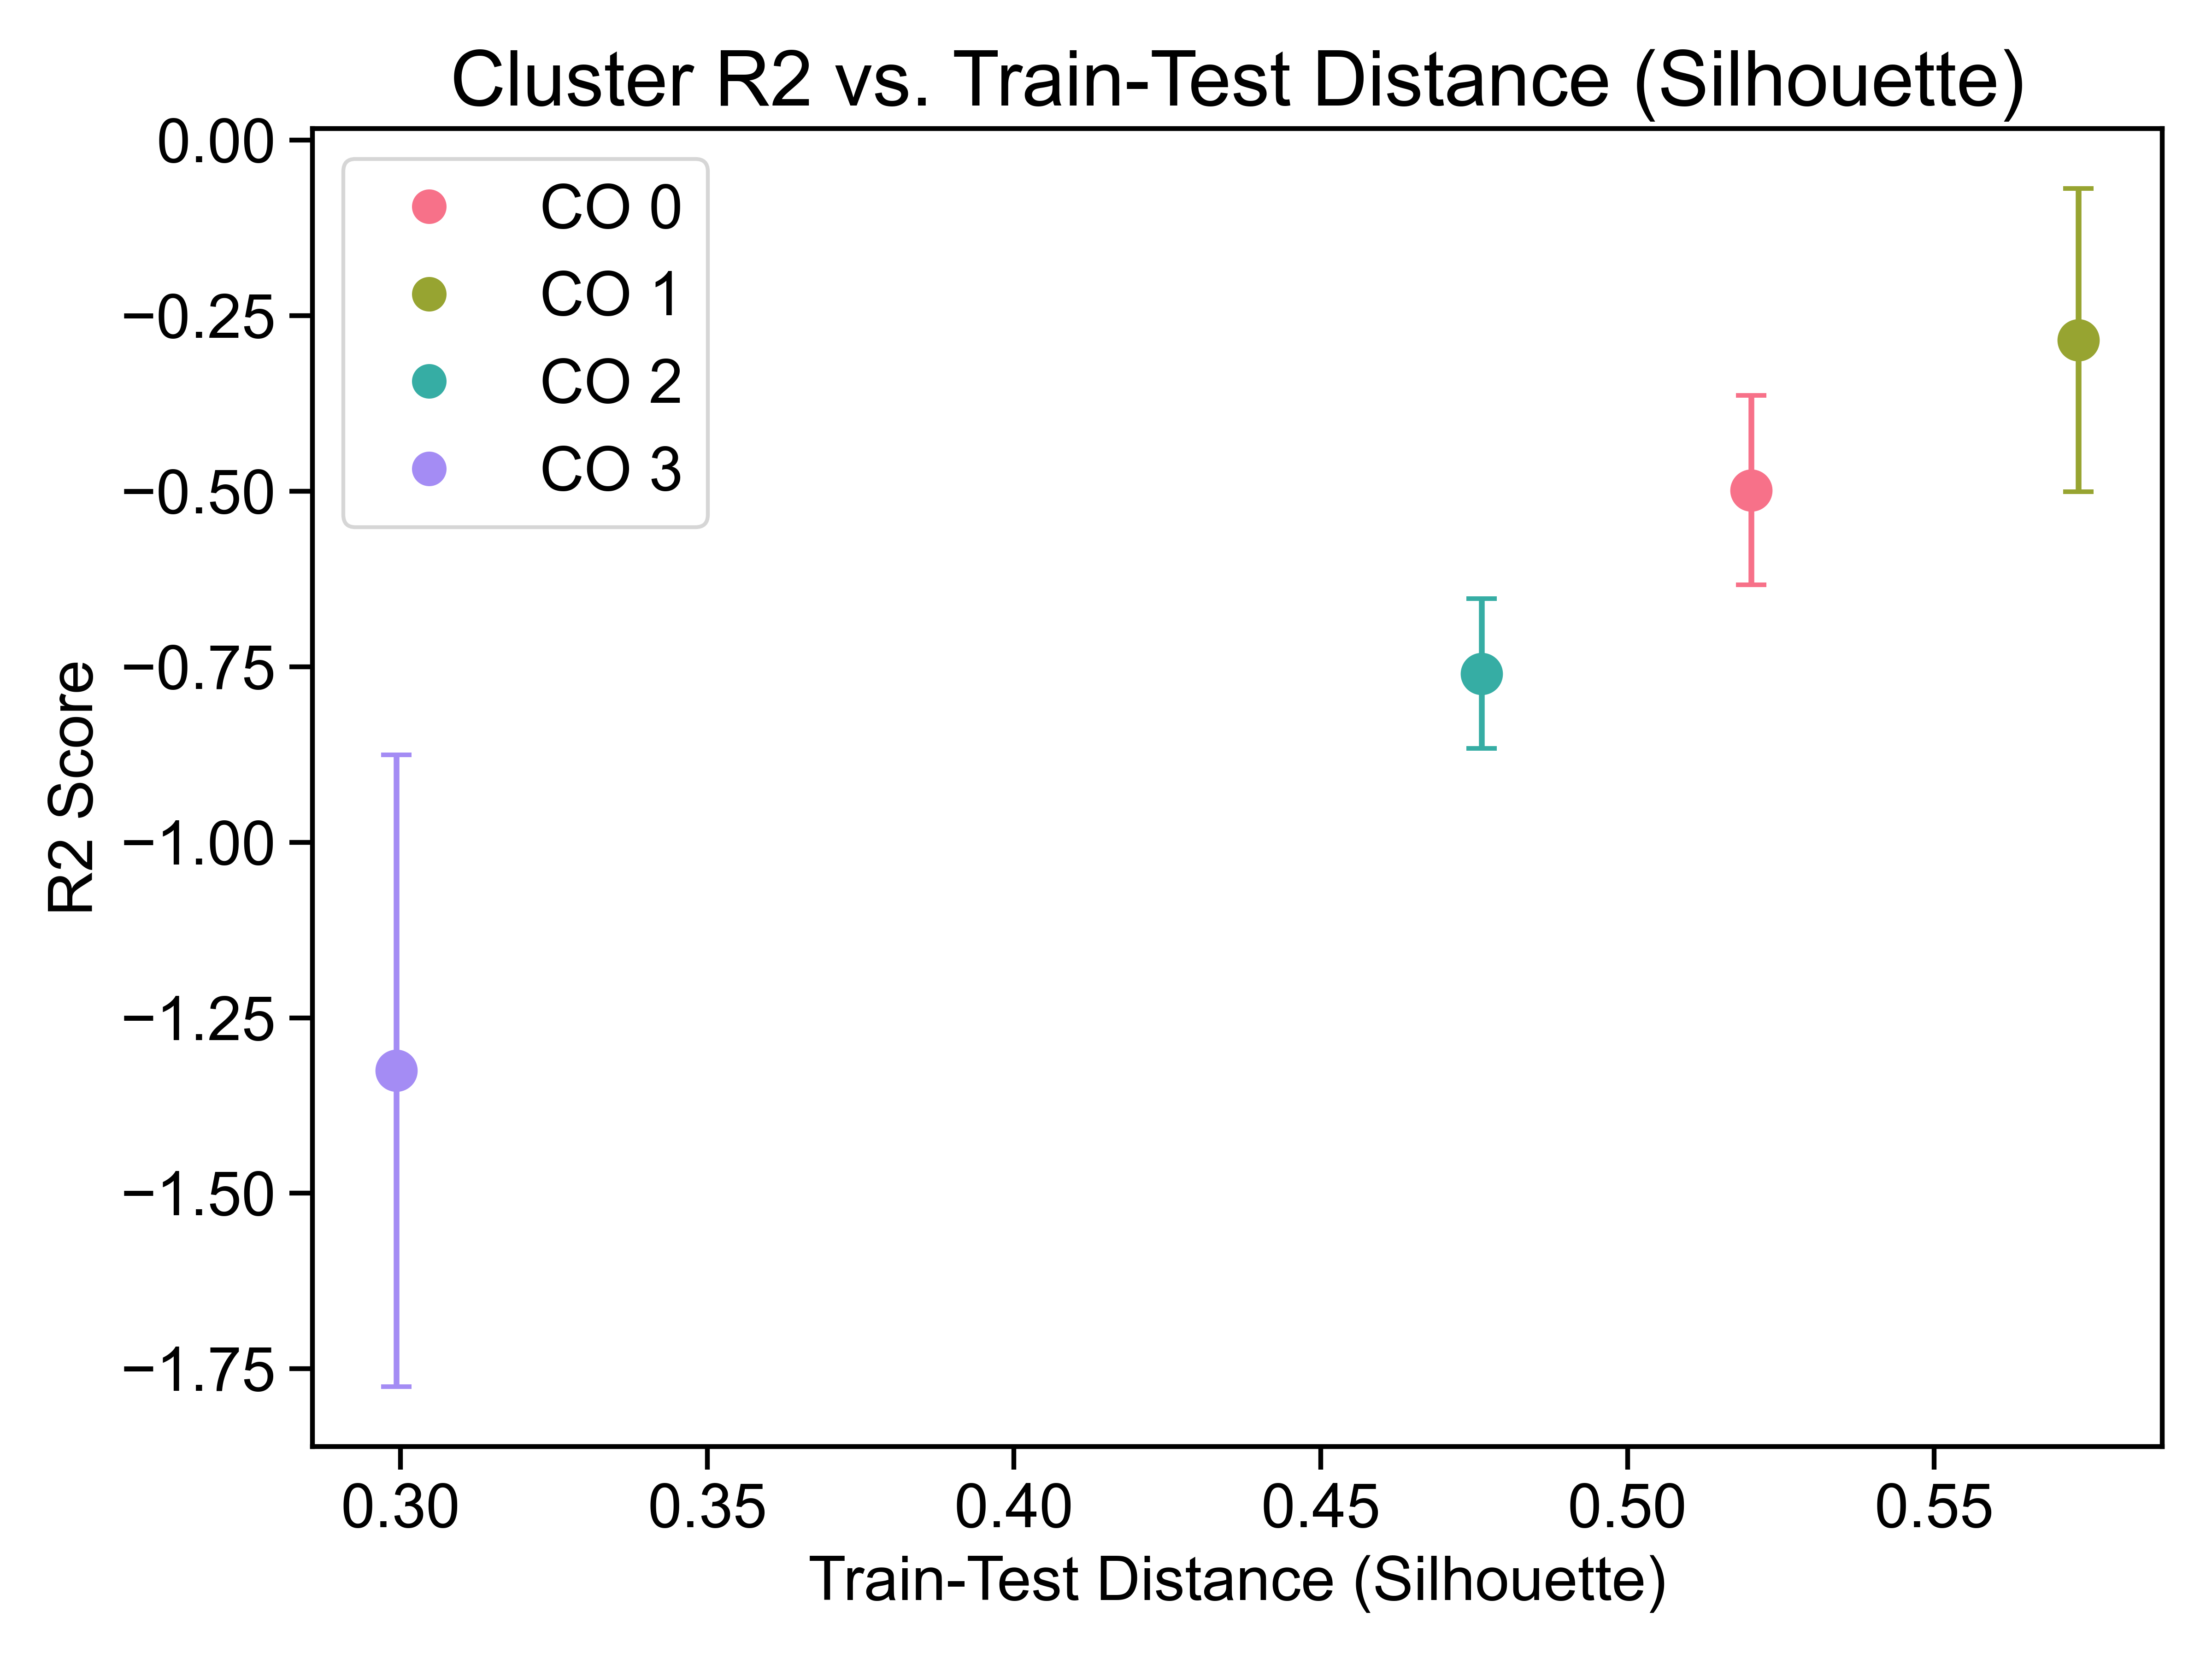 Cluster R2 vs. Train-Test Distance (Silhouette)
CO 0
CO 1
CO 2
CO 3
R2 Score
0.00
−0.25
−0.50
−0.75
−1.00
−1.25
−1.50
−1.75
0.30 0.35 0.40 0.45 0.50 0.55
Train-Test Distance (Silhouette)